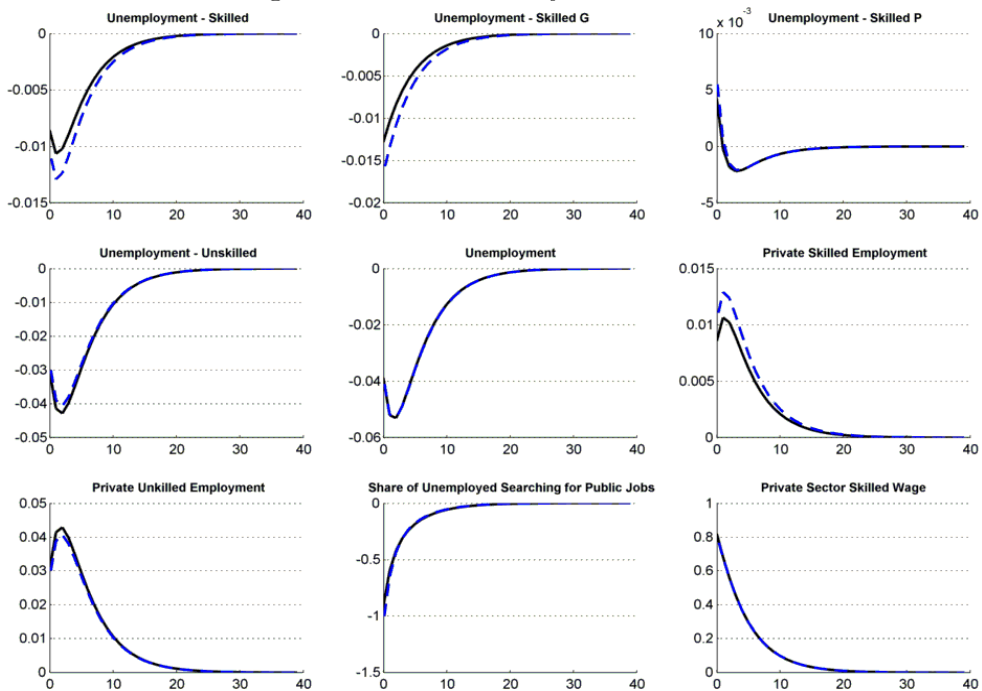 Unemployment - Skilled
0
-0.005
-0.01
-0.015
0 10 20 30 40
Unemployment - Skilled G
0
-0.005
-0.01
-0.015
-0.02
0 10 20 30 40
Unemployment - Skilled P
x 10⁻³
10
5
0
-5
0 10 20 30 40
Unemployment - Unskilled
0
-0.01
-0.02
-0.03
-0.04
-0.05
0 10 20 30 40
Unemployment
0
-0.02
-0.04
-0.06
0 10 20 30 40
Private Skilled Employment
0.015
0.01
0.005
0
0 10 20 30 40
Private Unkilled Employment
0.05
0.04
0.03
0.02
0.01
0
0 10 20 30 40
Share of Unemployed Searching for Public Jobs
0
-0.5
-1
-1.5
0 10 20 30 40
Private Sector Skilled Wage
1
0.8
0.6
0.4
0.2
0
0 10 20 30 40